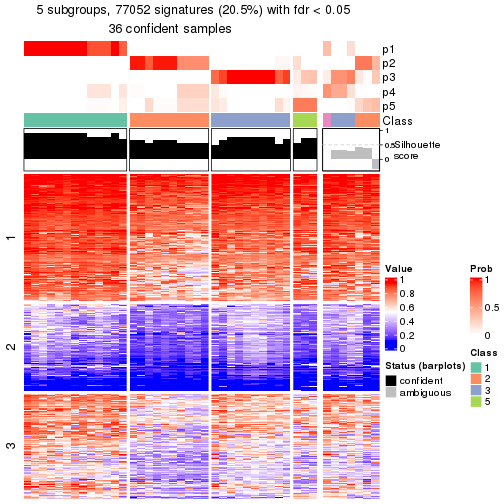 5 subgroups, 77052 signatures (20.5%) with fdr < 0.05
36 confident samples
p1
p2
p3
p4
p5
Class
1
0.5
0
Silhouette
score
1
2
3
Value
1
0.8
0.6
0.4
0.2
0
Status (barplots)
confident
ambiguous
Prob
1
0.5
0
Class
1
2
3
5